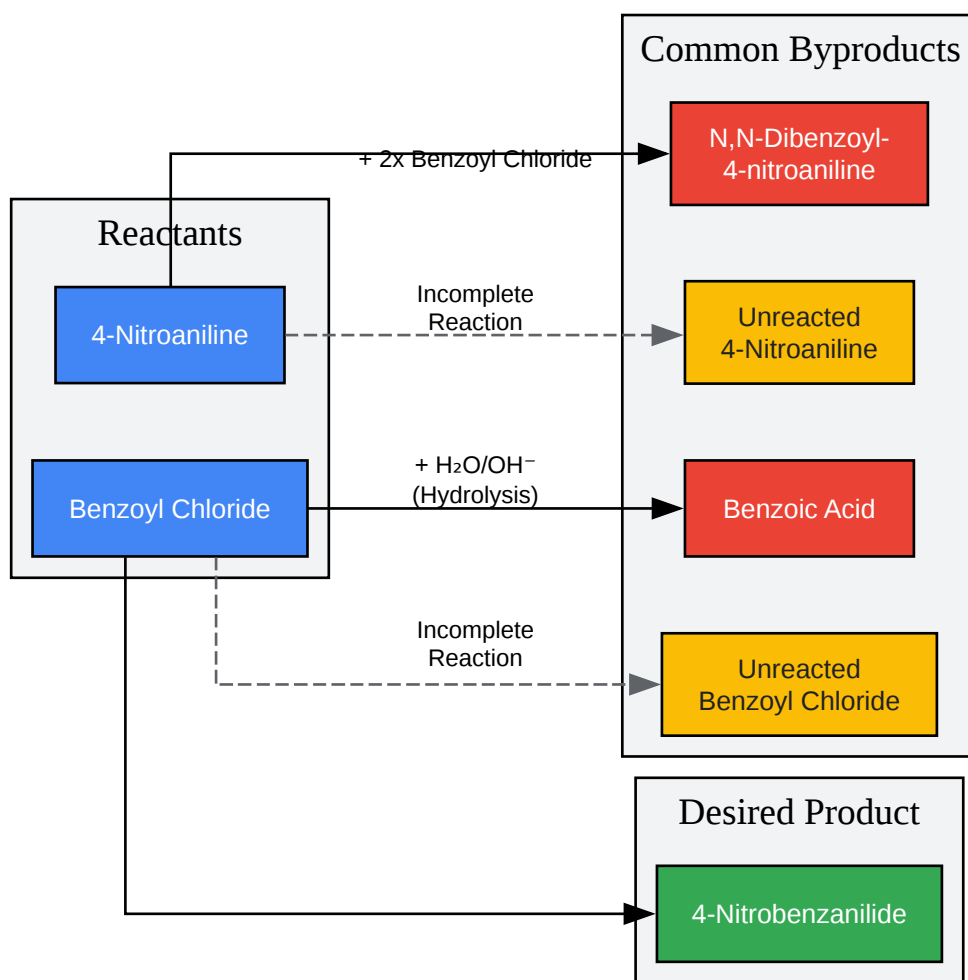 Common Byproducts
N,N-Dibenzoyl-
4-nitroaniline
+ 2x Benzoyl Chloride
Reactants
Incomplete
Reaction
4-Nitroaniline
Unreacted
4-Nitroaniline
+ H₂O/OH⁻
(Hydrolysis)
Benzoyl Chloride
Benzoic Acid
Incomplete
Reaction
Unreacted
Benzoyl Chloride
Desired Product
4-Nitrobenzanilide